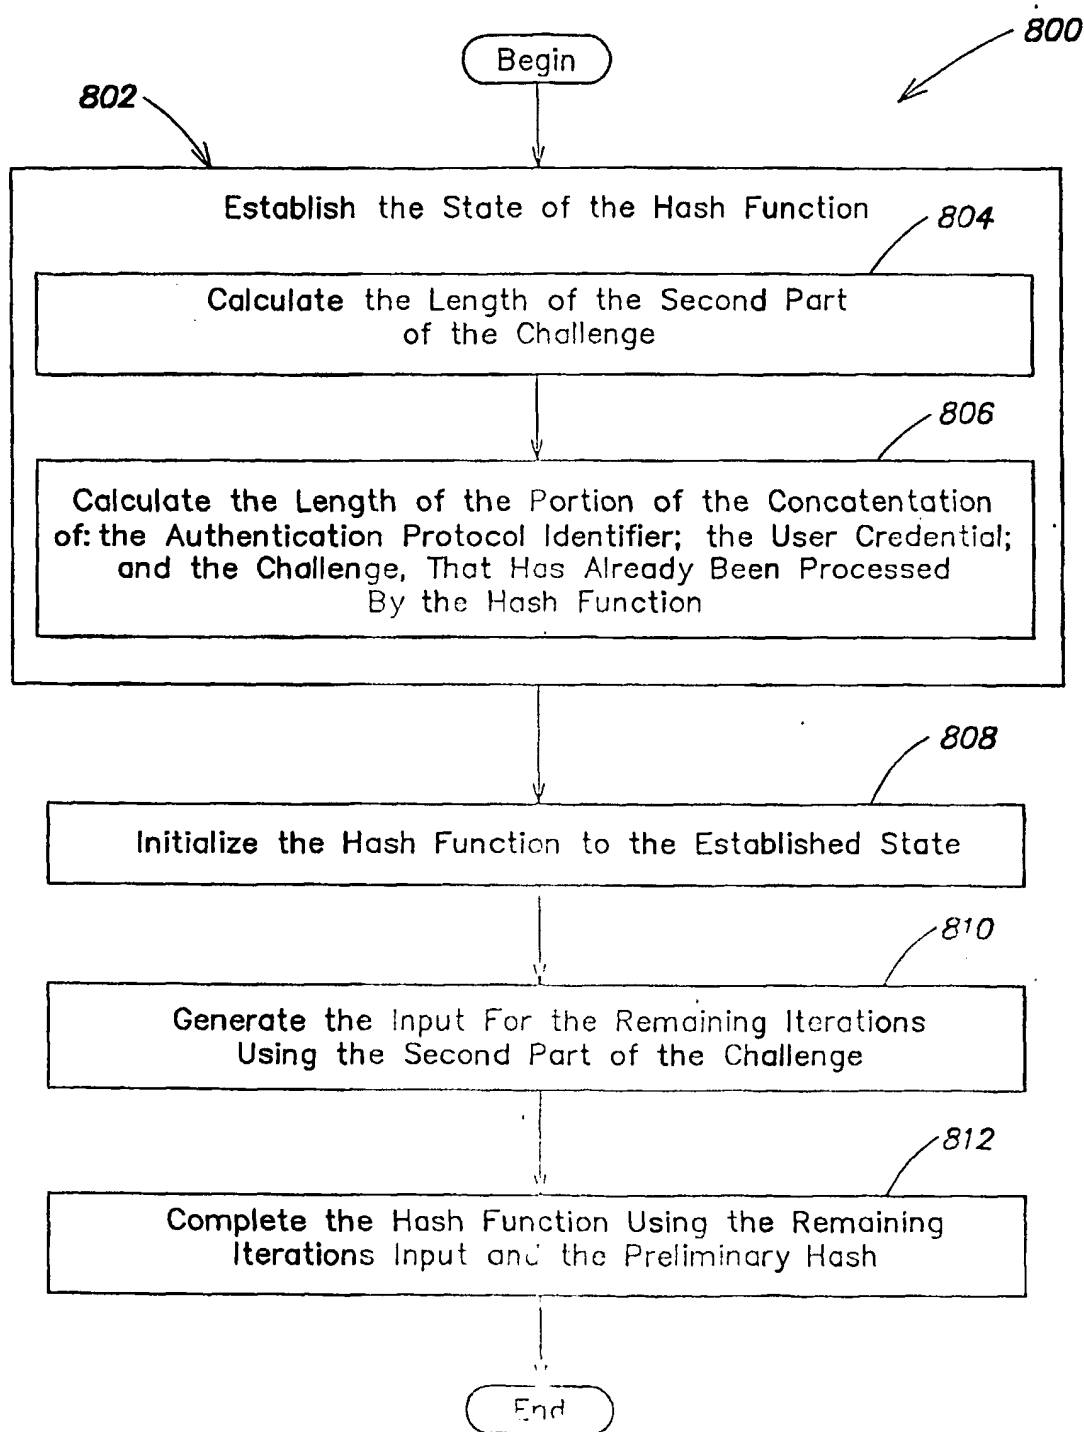 800
Begin
802
Establish the State of the Hash Function
804
Calculate the Length of the Second Part
of the Challenge
806
Calculate the Length of the Portion of the Concatentation
of: the Authentication Protocol Identifier; the User Credential;
and the Challenge, That Has Already Been Processed
By the Hash Function
808
Initialize the Hash Function to the Established State
810
Generate the Input For the Remaining Iterations
Using the Second Part of the Challenge
812
Complete the Hash Function Using the Remaining
Iterations Input and the Preliminary Hash
End